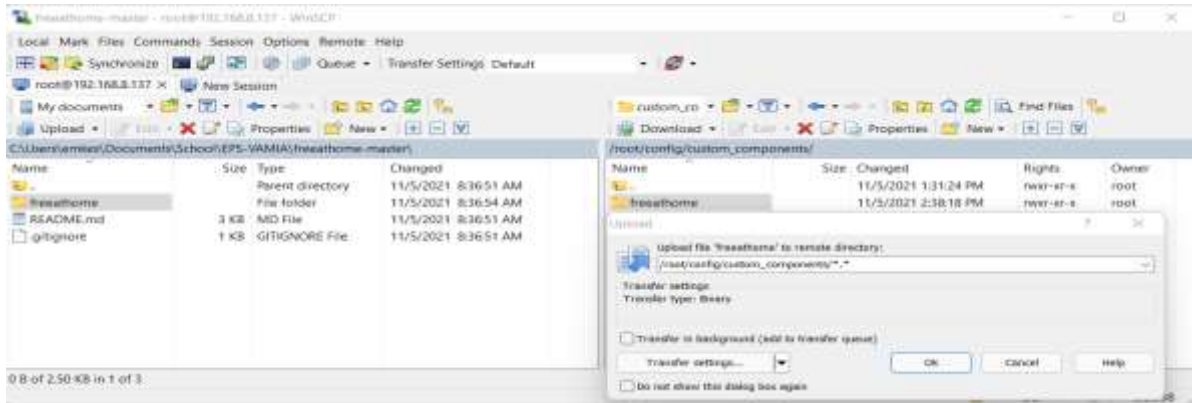 freeathome-master - root@192.168.8.137 - WinSCP
Local Mark Files Commands Session Options Remote Help
Synchronize Queue Transfer Settings Default
root@192.168.8.137 × New Session
My documents
Upload Edit Properties New
C:\Users\emies\Documents\School\EPS-VAMIA\freeathome-master\
Name Size Type Changed
.. Parent directory 11/5/2021 8:36:51 AM
freeathome File folder 11/5/2021 8:36:54 AM
README.md 3 KB MD File 11/5/2021 8:36:51 AM
.gitignore 1 KB GITIGNORE File 11/5/2021 8:36:51 AM
0 B of 2,50 KB in 1 of 3
custom_co Find Files
Download Edit Properties New
/root/config/custom_components/
Name Size Changed Rights Owner
.. 11/5/2021 1:31:24 PM rwxr-xr-x root
freeathome 11/5/2021 2:38:18 PM rwxr-xr-x root
Upload ? ×
Upload file 'freeathome' to remote directory:
/root/config/custom_components/*.*
Transfer settings
Transfer type: Binary
Transfer in background (add to transfer queue)
Transfer settings... OK Cancel Help
Do not show this dialog box again